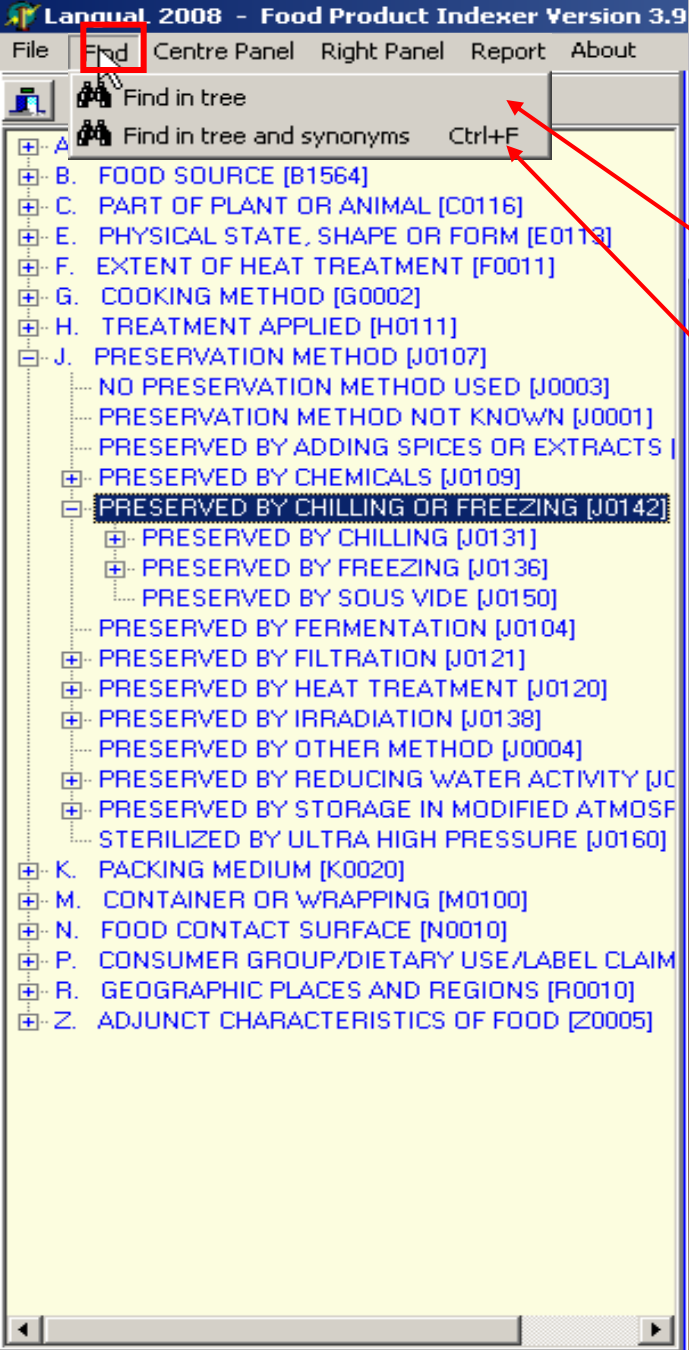 LanguaL 2008 - Food Product Indexer Version 3.9
File Find Centre Panel Right Panel Report About
Find in tree
Find in tree and synonyms Ctrl+F
A
B. FOOD SOURCE [B1564]
C. PART OF PLANT OR ANIMAL [C0116]
E. PHYSICAL STATE, SHAPE OR FORM [E0113]
F. EXTENT OF HEAT TREATMENT [F0011]
G. COOKING METHOD [G0002]
H. TREATMENT APPLIED [H0111]
J. PRESERVATION METHOD [J0107]
NO PRESERVATION METHOD USED [J0003]
PRESERVATION METHOD NOT KNOWN [J0001]
PRESERVED BY ADDING SPICES OR EXTRACTS [
PRESERVED BY CHEMICALS [J0109]
PRESERVED BY CHILLING OR FREEZING [J0142]
PRESERVED BY CHILLING [J0131]
PRESERVED BY FREEZING [J0136]
PRESERVED BY SOUS VIDE [J0150]
PRESERVED BY FERMENTATION [J0104]
PRESERVED BY FILTRATION [J0121]
PRESERVED BY HEAT TREATMENT [J0120]
PRESERVED BY IRRADIATION [J0138]
PRESERVED BY OTHER METHOD [J0004]
PRESERVED BY REDUCING WATER ACTIVITY [J0
PRESERVED BY STORAGE IN MODIFIED ATMOSP
STERILIZED BY ULTRA HIGH PRESSURE [J0160]
K. PACKING MEDIUM [K0020]
M. CONTAINER OR WRAPPING [M0100]
N. FOOD CONTACT SURFACE [N0010]
P. CONSUMER GROUP/DIETARY USE/LABEL CLAIM
R. GEOGRAPHIC PLACES AND REGIONS [R0010]
Z. ADJUNCT CHARACTERISTICS OF FOOD [Z0005]